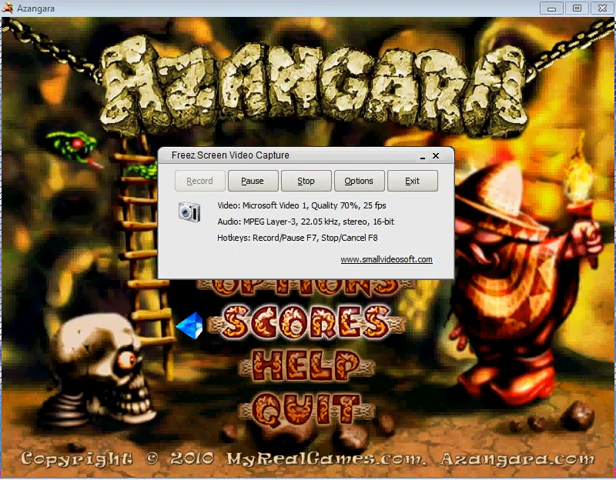 Azangara
AZANGARA
Freez Screen Video Capture
Record Pause Stop Options Exit
Video: Microsoft Video 1, Quality 70%, 25 fps
Audio: MPEG Layer-3, 22.05 kHz, stereo, 16-bit
Hotkeys: Record/Pause F7, Stop/Cancel F8
www.smallvideosoft.com
OPTIONS
SCORES
HELP
QUIT
Copyright © 2010 MyRealGames.com, Azangara.com